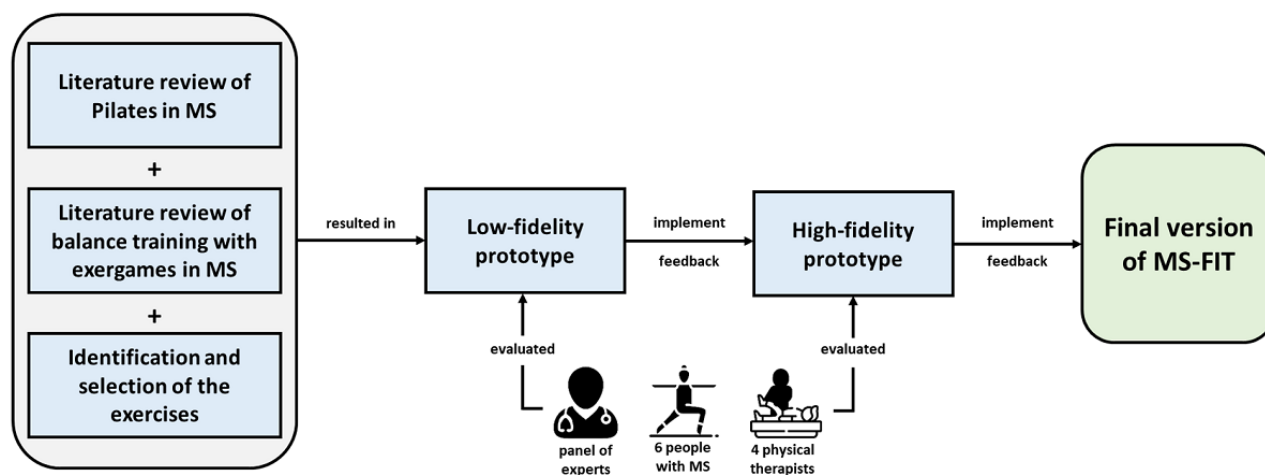 Literature review of
Pilates in MS
+
Literature review of
balance training with
exergames in MS
+
Identification and
selection of the
exercises
resulted in
Low-fidelity
prototype
implement
feedback
High-fidelity
prototype
implement
feedback
Final version
of MS-FIT
evaluated
evaluated
panel of
experts
6 people
with MS
4 physical
therapists